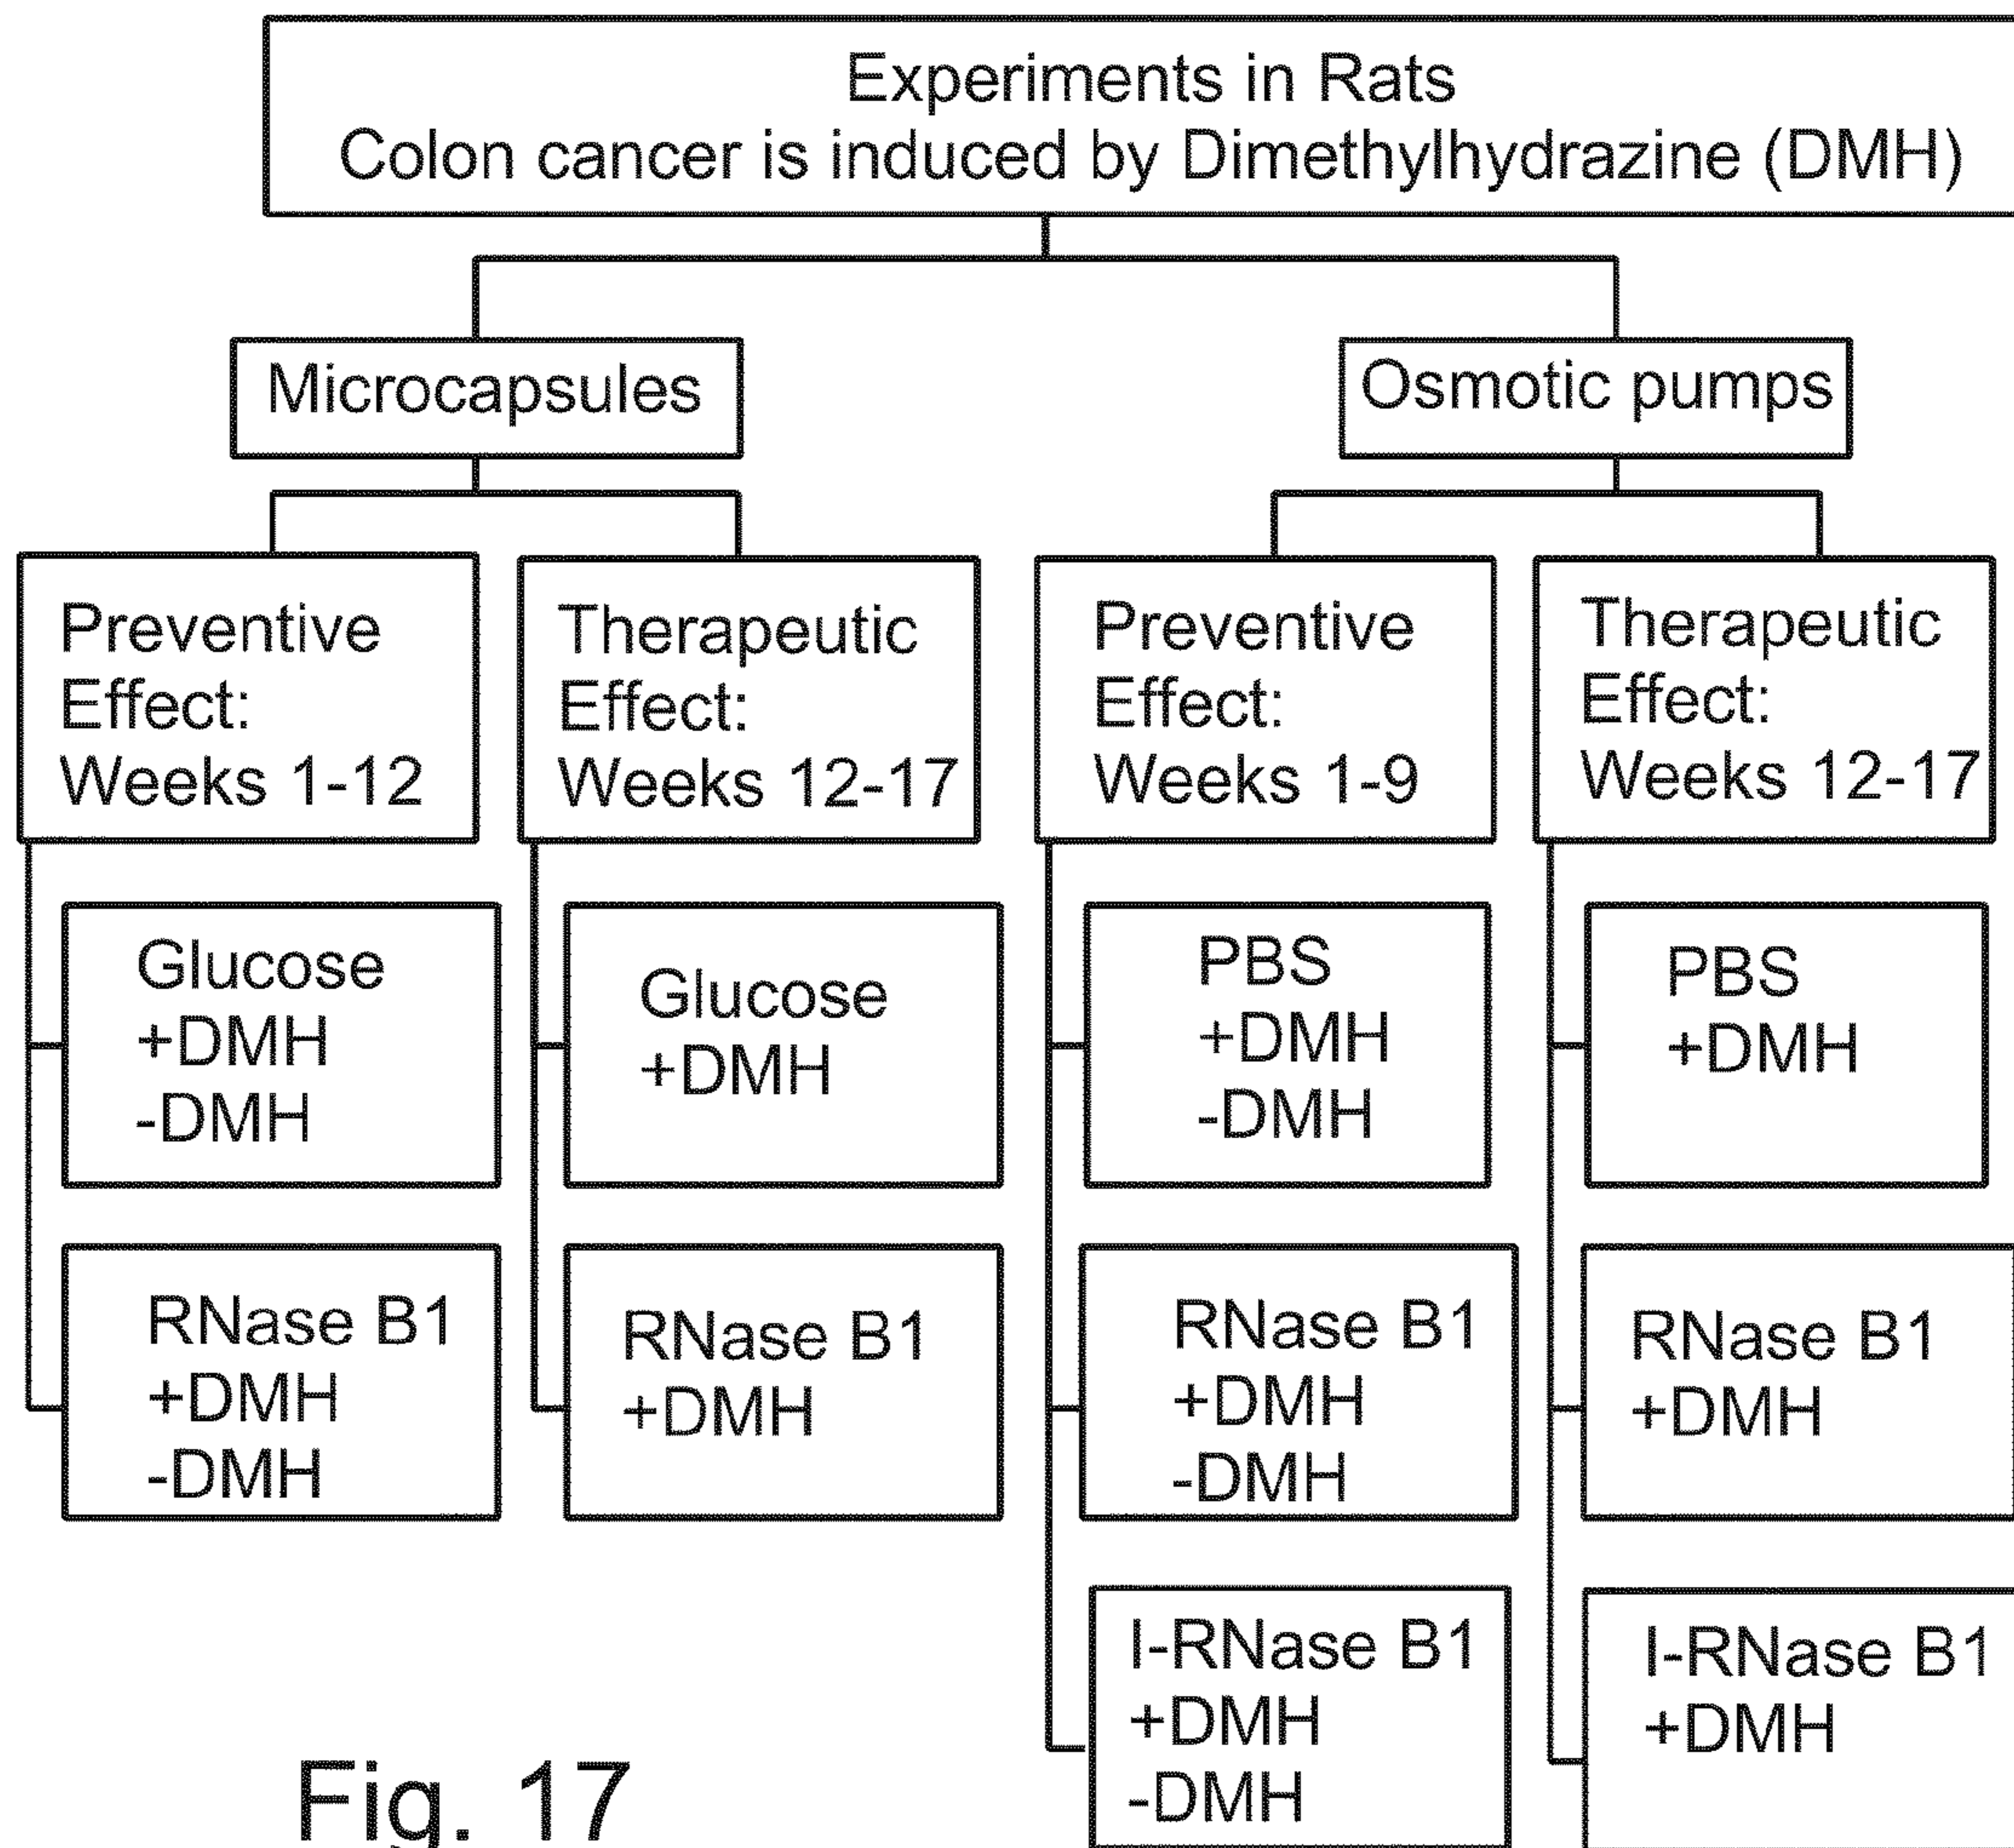 Experiments in Rats
Colon cancer is induced by Dimethylhydrazine (DMH)
Microcapsules
Osmotic pumps
Preventive
Effect:
Weeks 1-12
Therapeutic
Effect:
Weeks 12-17
Preventive
Effect:
Weeks 1-9
Therapeutic
Effect:
Weeks 12-17
Glucose
+DMH
-DMH
Glucose
+DMH
PBS
+DMH
-DMH
PBS
+DMH
RNase B1
+DMH
-DMH
RNase B1
+DMH
RNase B1
+DMH
-DMH
RNase B1
+DMH
I-RNase B1
+DMH
-DMH
I-RNase B1
+DMH
Fig. 17